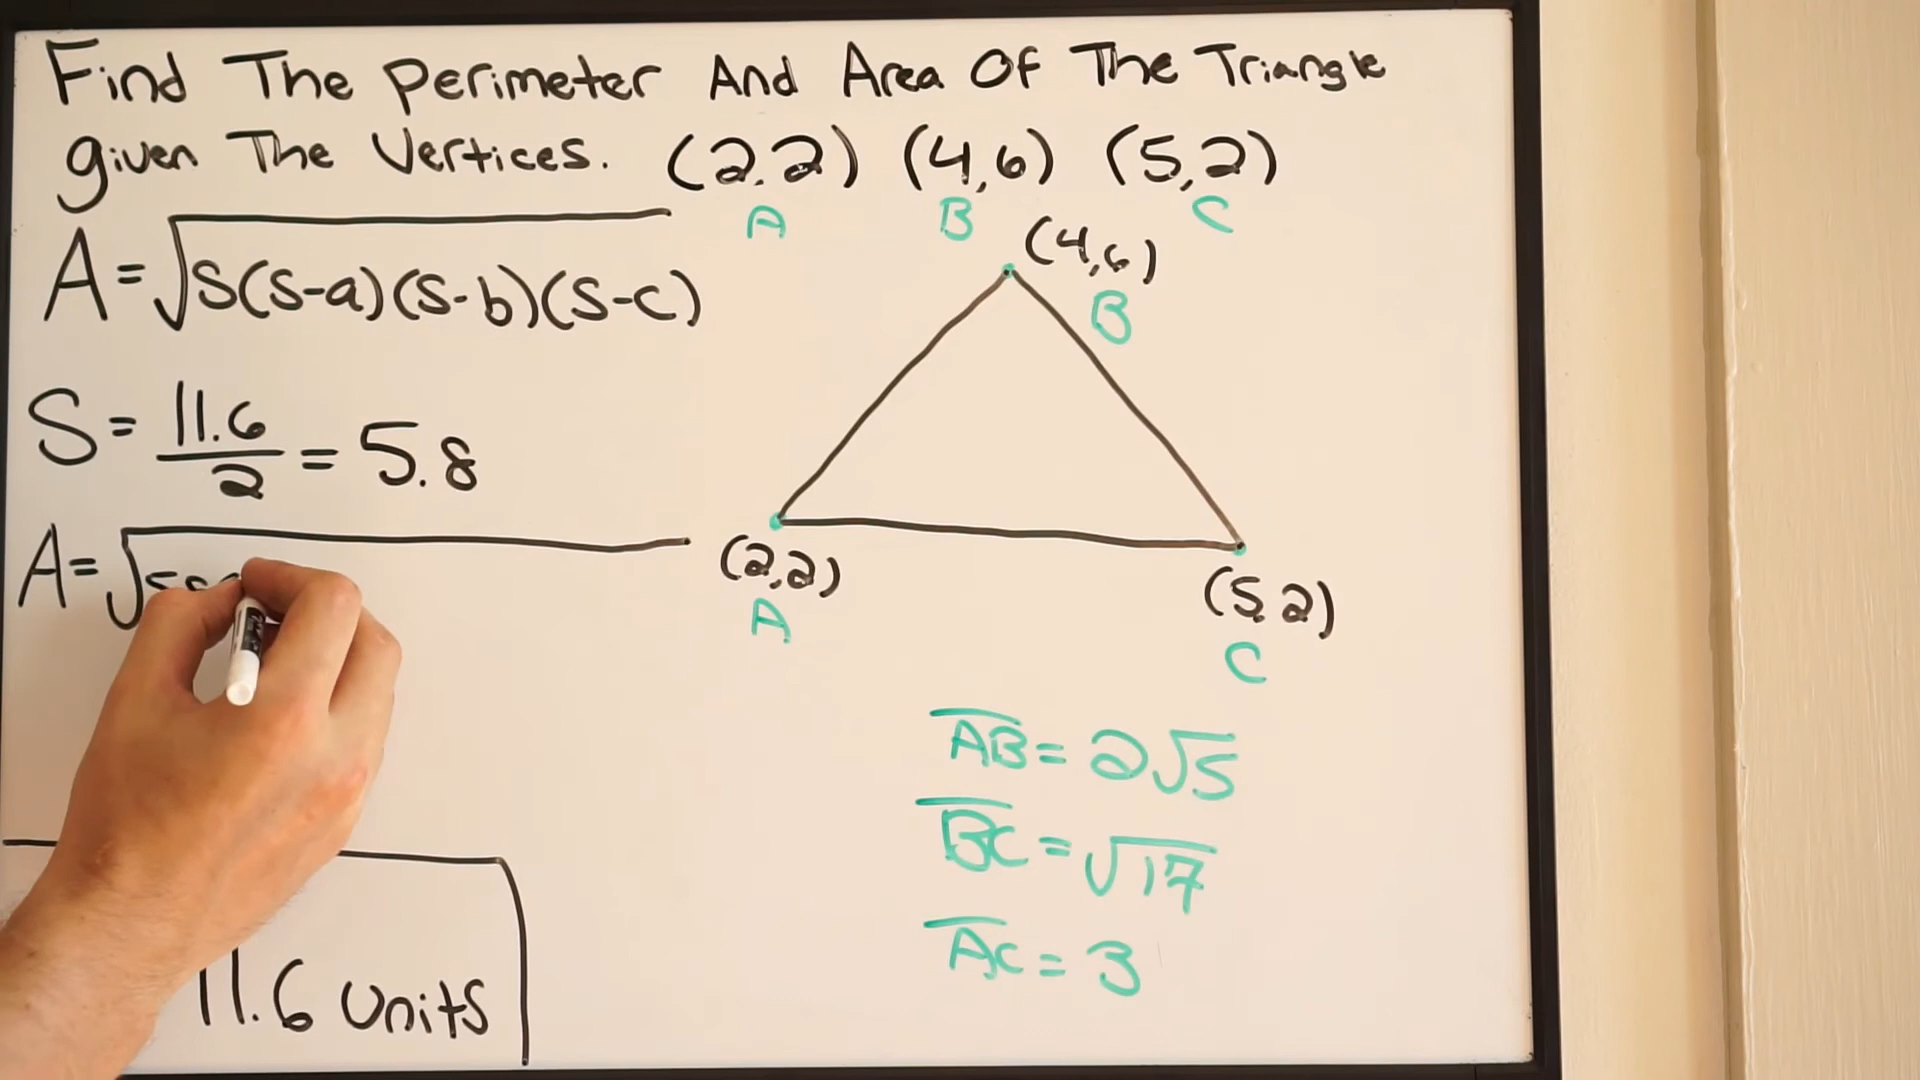 Find The Perimeter And Area Of The Triangle
given The Vertices. (2,2) (4,6) (5,2)
A B C
A=√S(S-a)(S-b)(S-c)
(4,6)
B
S = 11.6/2 = 5.8
A=√5.8
(2,2)
A
(5,2)
C
AB = 2√5
BC = √17
AC = 3
11.6 units